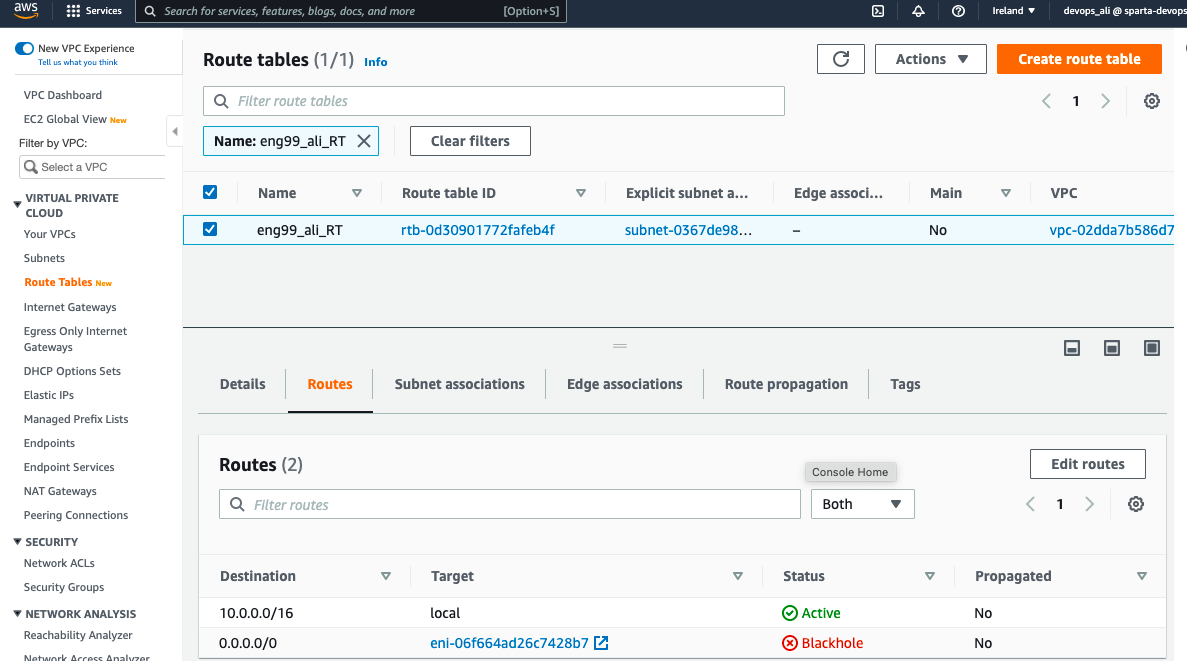 aws Services Search for services, features, blogs, docs, and more [Option+S] Ireland devops_ali @ sparta-devops
New VPC Experience
Tell us what you think
VPC Dashboard
EC2 Global View New
Filter by VPC:
Select a VPC
VIRTUAL PRIVATE
CLOUD
Your VPCs
Subnets
Route Tables New
Internet Gateways
Egress Only Internet
Gateways
DHCP Options Sets
Elastic IPs
Managed Prefix Lists
Endpoints
Endpoint Services
NAT Gateways
Peering Connections
SECURITY
Network ACLs
Security Groups
NETWORK ANALYSIS
Reachability Analyzer
Network Access Analyzer
Route tables (1/1) Info
Actions
Create route table
Filter route tables
1
Name: eng99_ali_RT
Clear filters
Name Route table ID Explicit subnet a... Edge associ... Main VPC
eng99_ali_RT rtb-0d30901772fafeb4f subnet-0367de98... – No vpc-02dda7b586d7
Details Routes Subnet associations Edge associations Route propagation Tags
Routes (2)
Console Home
Edit routes
Filter routes
Both
1
Destination Target Status Propagated
10.0.0.0/16 local Active No
0.0.0.0/0 eni-06f664ad26c7428b7 Blackhole No